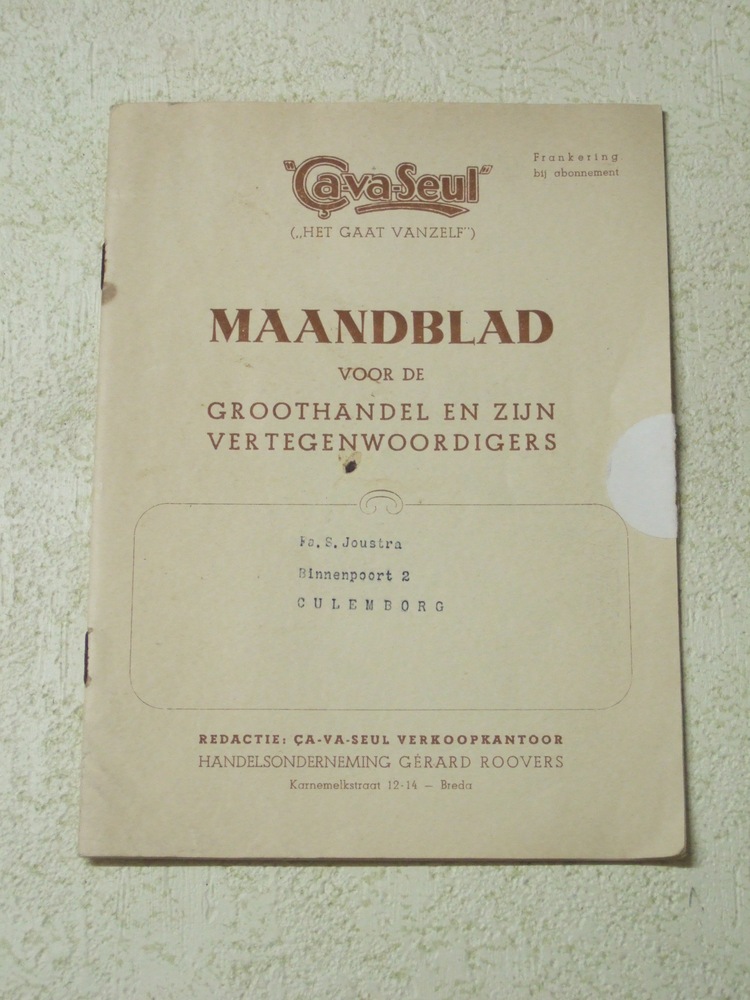 "Ça-va-Seul"
Frankering
bij abonnement
(„HET GAAT VANZELF")
MAANDBLAD
VOOR DE
GROOTHANDEL EN ZIJN
VERTEGENWOORDIGERS
Fa. S. Joustra
Binnenpoort 2
CULEMBORG
REDACTIE: ÇA-VA-SEUL VERKOOPKANTOOR
HANDELSONDERNEMING GÉRARD ROOVERS
Karnemelkstraat 12-14 — Breda